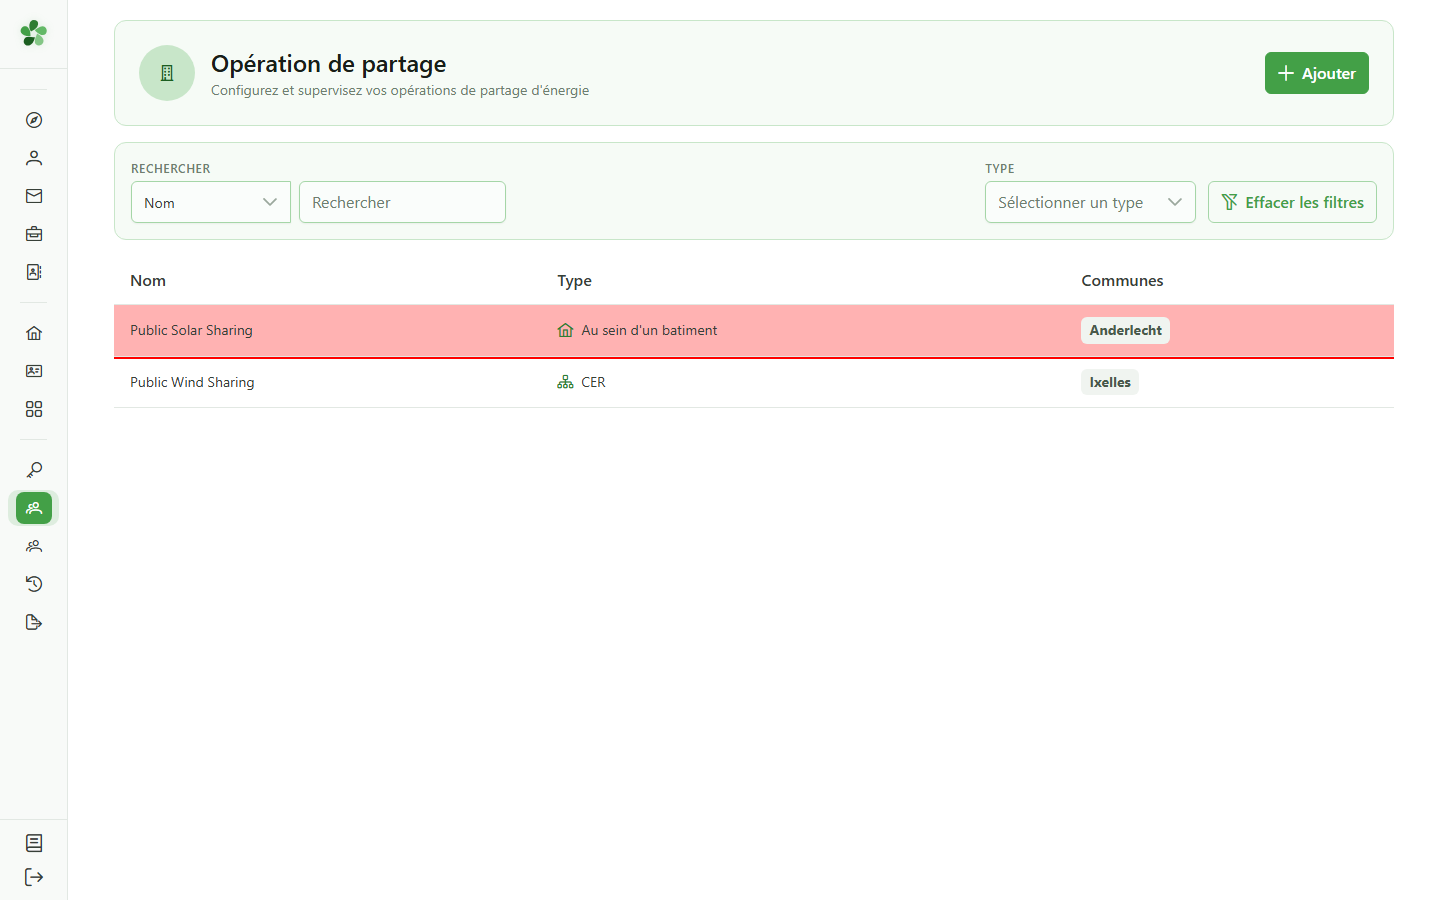 Opération de partage
Configurez et supervisez vos opérations de partage d'énergie
Ajouter
RECHERCHER
TYPE
Nom
Rechercher
Sélectionner un type
Effacer les filtres
Nom Type Communes
Public Solar Sharing Au sein d'un batiment Anderlecht
Public Wind Sharing CER Ixelles